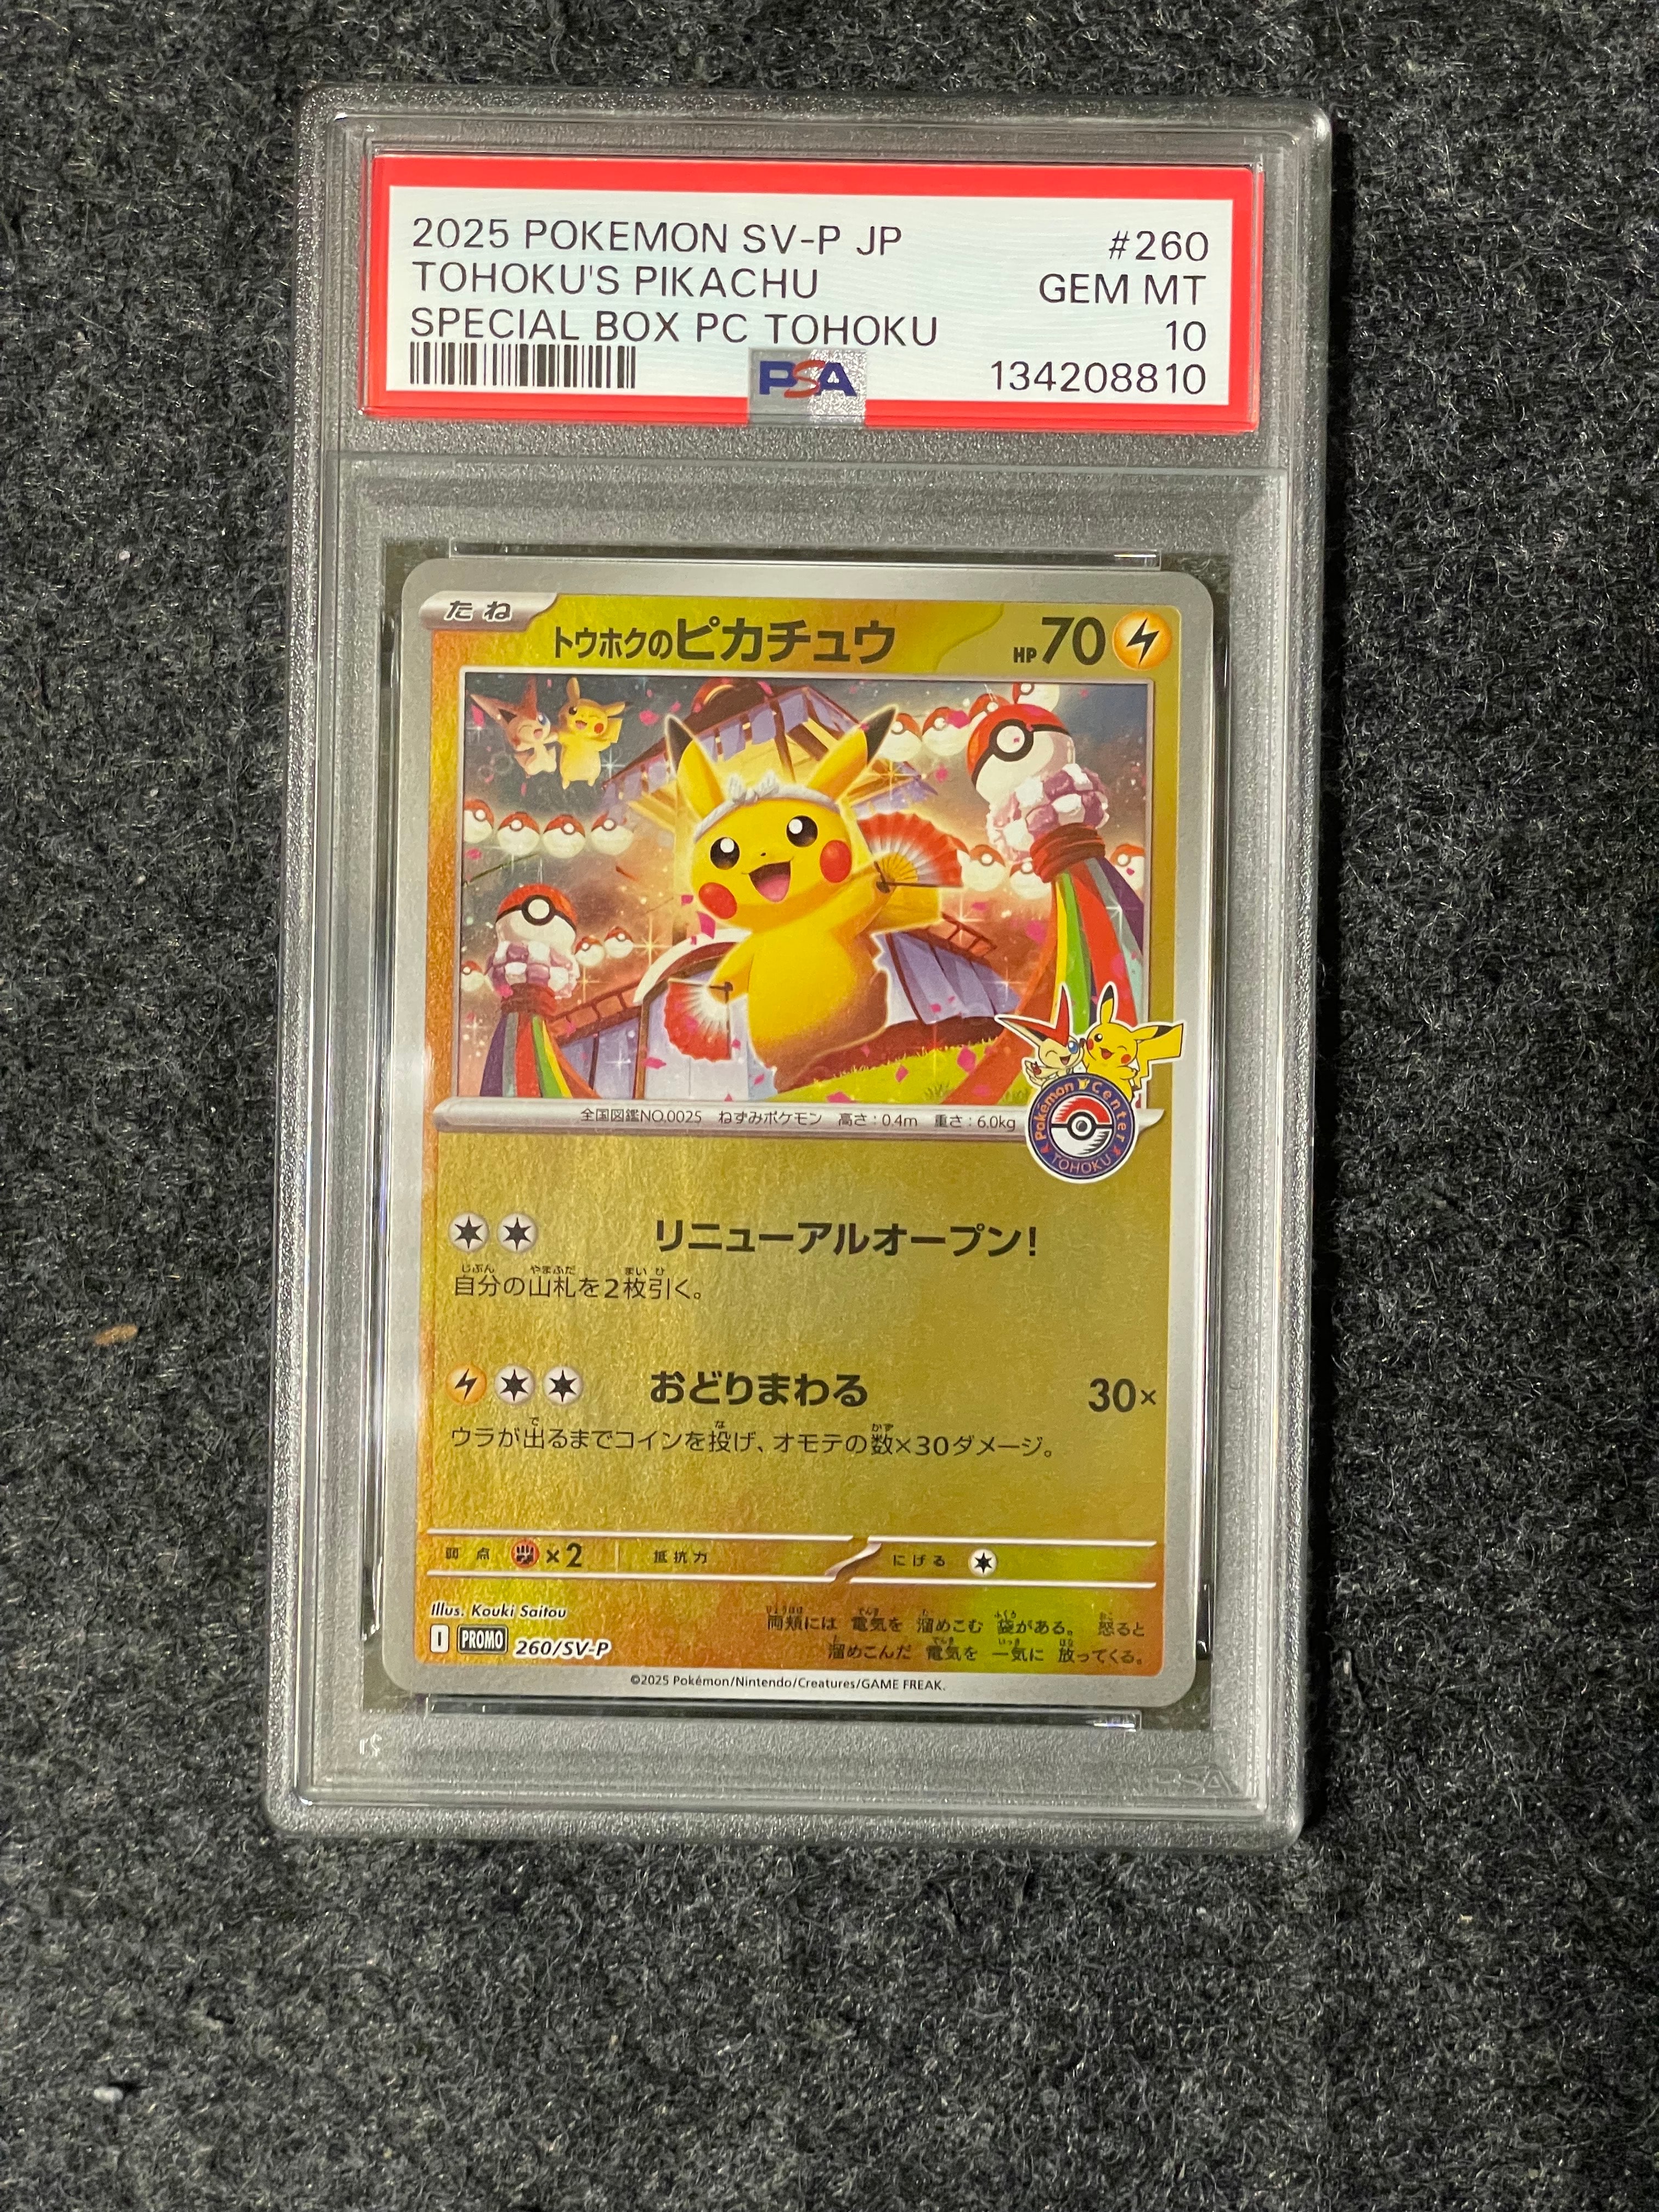 2025 POKEMON SV-P JP #260
TOHOKU'S PIKACHU GEM MT
SPECIAL BOX PC TOHOKU 10
PSA 134208810
たね
トウホクのピカチュウ HP70
全国図鑑NO.0025 ねずみポケモン 高さ:0.4m 重さ:6.0kg
Pokémon Center
TOHOKU
リニューアルオープン!
自分の山札を2枚引く。
おどりまわる 30×
ウラが出るまでコインを投げ、オモテの数×30ダメージ。
弱点 ×2 抵抗力 にげる
Illus. Kouki Saitou
両頬には 電気を 溜めこむ 袋がある。 怒ると
溜めこんだ 電気を 一気に 放ってくる。
I PROMO 260/SV-P
©2025 Pokémon/Nintendo/Creatures/GAME FREAK.
PSA